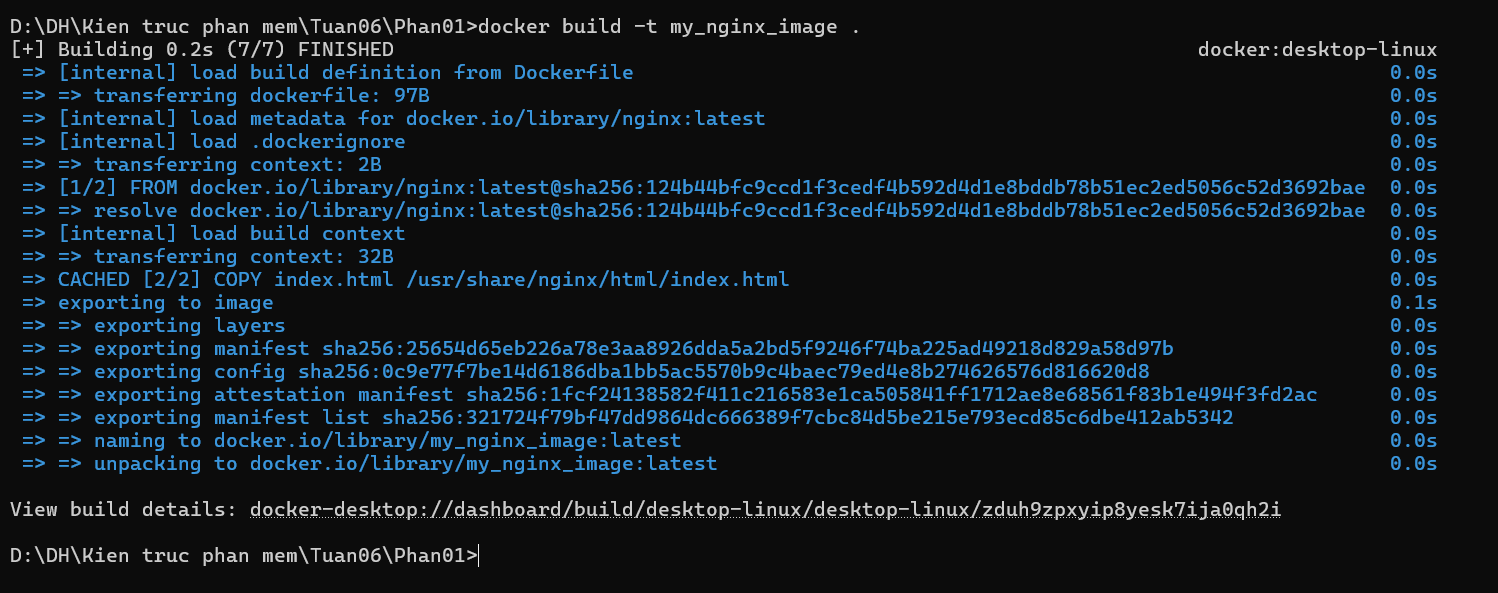 D:\DH\Kien truc phan mem\Tuan06\Phan01>docker build -t my_nginx_image .
[+] Building 0.2s (7/7) FINISHED docker:desktop-linux
=> [internal] load build definition from Dockerfile 0.0s
=> => transferring dockerfile: 97B 0.0s
=> [internal] load metadata for docker.io/library/nginx:latest 0.0s
=> [internal] load .dockerignore 0.0s
=> => transferring context: 2B 0.0s
=> [1/2] FROM docker.io/library/nginx:latest@sha256:124b44bfc9ccd1f3cedf4b592d4d1e8bddb78b51ec2ed5056c52d3692bae 0.0s
=> => resolve docker.io/library/nginx:latest@sha256:124b44bfc9ccd1f3cedf4b592d4d1e8bddb78b51ec2ed5056c52d3692bae 0.0s
=> [internal] load build context 0.0s
=> => transferring context: 32B 0.0s
=> CACHED [2/2] COPY index.html /usr/share/nginx/html/index.html 0.0s
=> exporting to image 0.1s
=> => exporting layers 0.0s
=> => exporting manifest sha256:25654d65eb226a78e3aa8926dda5a2bd5f9246f74ba225ad49218d829a58d97b 0.0s
=> => exporting config sha256:0c9e77f7be14d6186dba1bb5ac5570b9c4baec79ed4e8b274626576d816620d8 0.0s
=> => exporting attestation manifest sha256:1fcf24138582f411c216583e1ca505841ff1712ae8e68561f83b1e494f3fd2ac 0.0s
=> => exporting manifest list sha256:321724f79bf47dd9864dc666389f7cbc84d5be215e793ecd85c6dbe412ab5342 0.0s
=> => naming to docker.io/library/my_nginx_image:latest 0.0s
=> => unpacking to docker.io/library/my_nginx_image:latest 0.0s
View build details: docker-desktop://dashboard/build/desktop-linux/desktop-linux/zduh9zpxyip8yesk7ija0qh2i
D:\DH\Kien truc phan mem\Tuan06\Phan01>